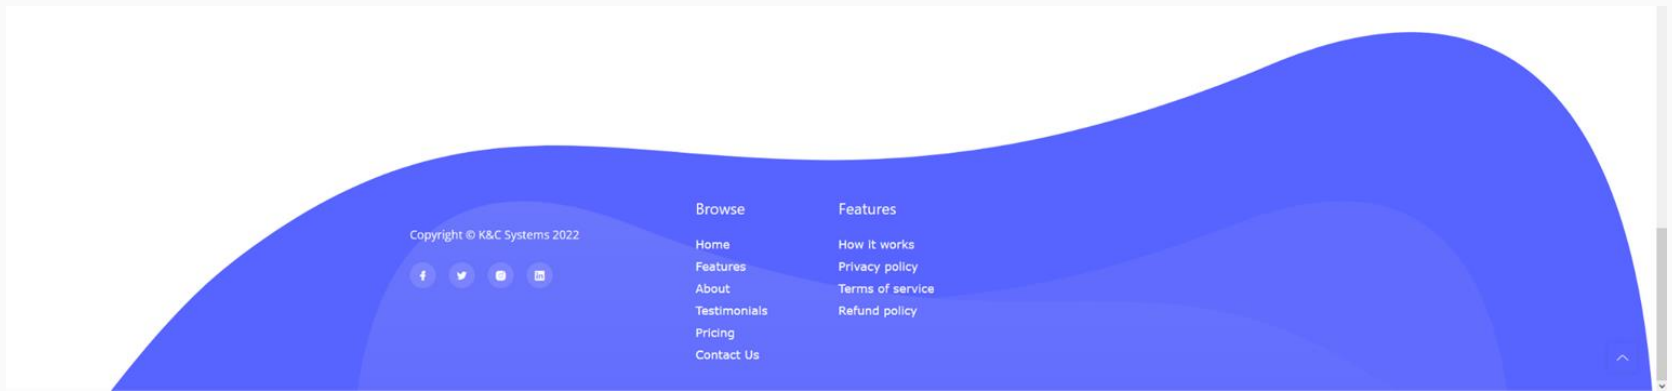 Copyright © K&C Systems 2022
Browse
Home
Features
About
Testimonials
Pricing
Contact Us
Features
How it works
Privacy policy
Terms of service
Refund policy